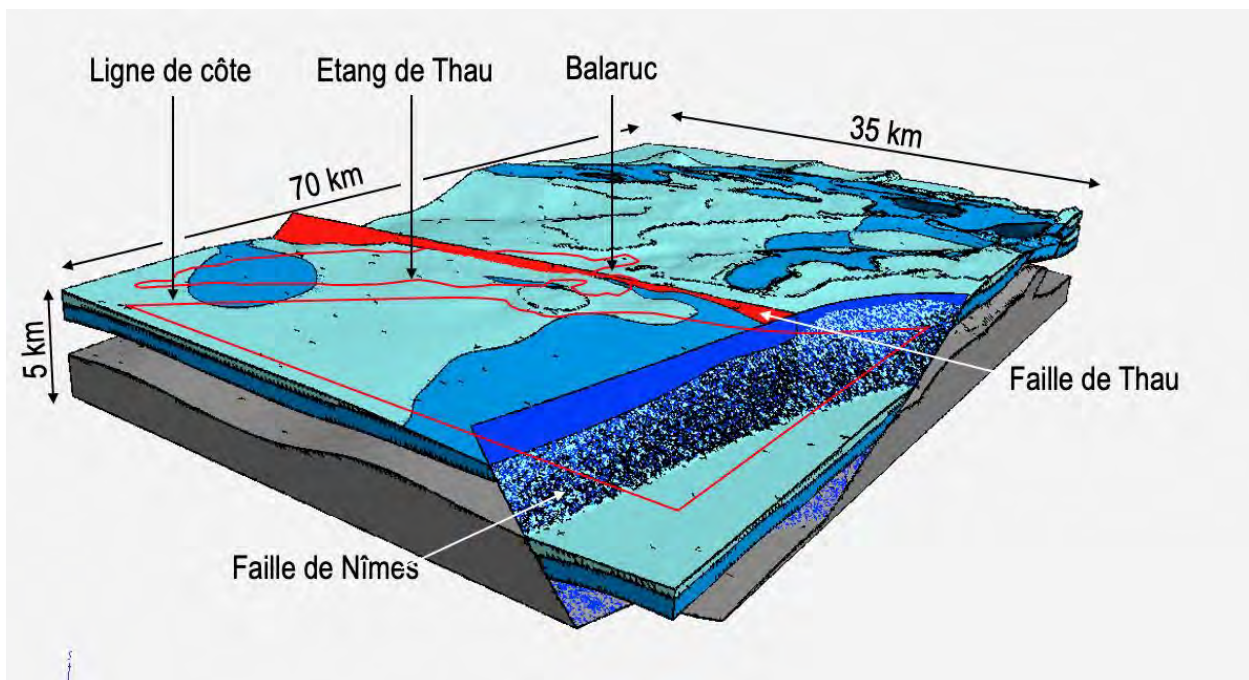 Ligne de côte
Etang de Thau
Balaruc
70 km
35 km
5 km
Faille de Thau
Faille de Nîmes